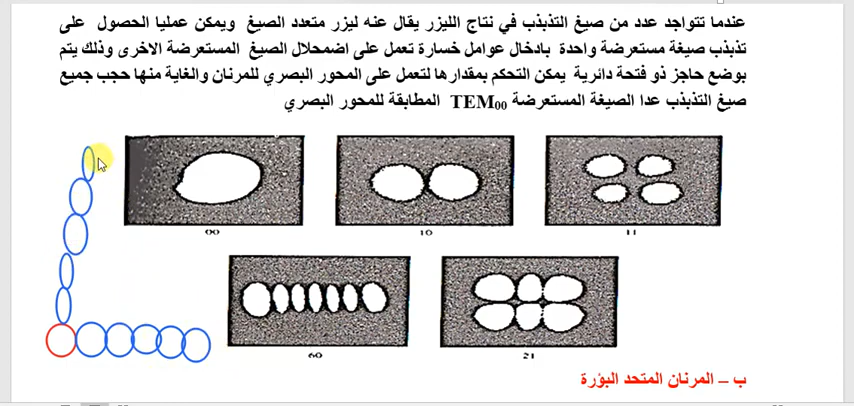 عندما تتواجد عدد من صيغ التذبذب في نتاج الليزر يقال عنه ليزر متعدد الصيغ ويمكن عمليا الحصول على
تذبذب صيغة مستعرضة واحدة بادخال عوامل خسارة تعمل على اضمحلال الصيغ المستعرضة الاخرى وذلك يتم
بوضع حاجز ذو فتحة دائرية يمكن التحكم بمقدارها لتعمل على المحور البصري للمرنان والغاية منها حجب جميع
صيغ التذبذب عدا الصيغة المستعرضة TEM₀₀ المطابقة للمحور البصري
00
10
11
60
21
ب – المرنان المتحد البؤرة